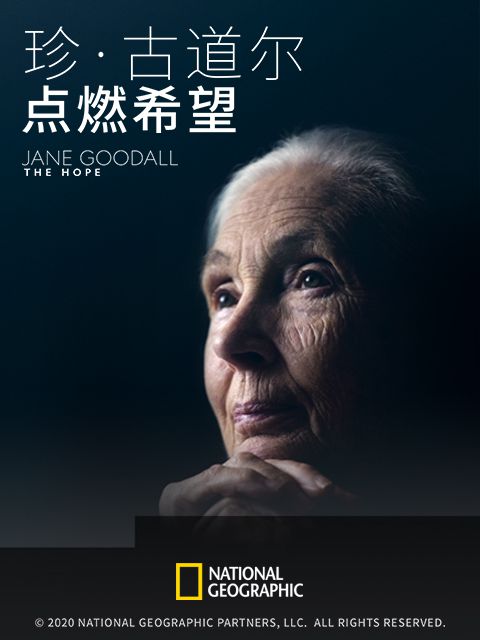 珍·古道尔
点燃希望
JANE GOODALL
THE HOPE
NATIONAL
GEOGRAPHIC
© 2020 NATIONAL GEOGRAPHIC PARTNERS, LLC. ALL RIGHTS RESERVED.